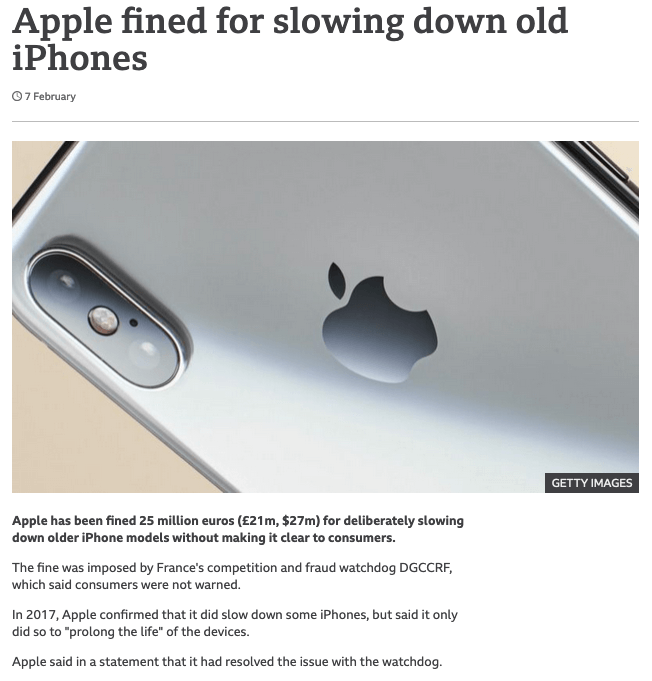 Apple fined for slowing down old
iPhones
7 February
GETTY IMAGES
Apple has been fined 25 million euros (£21m, $27m) for deliberately slowing
down older iPhone models without making it clear to consumers.
The fine was imposed by France's competition and fraud watchdog DGCCRF,
which said consumers were not warned.
In 2017, Apple confirmed that it did slow down some iPhones, but said it only
did so to "prolong the life" of the devices.
Apple said in a statement that it had resolved the issue with the watchdog.